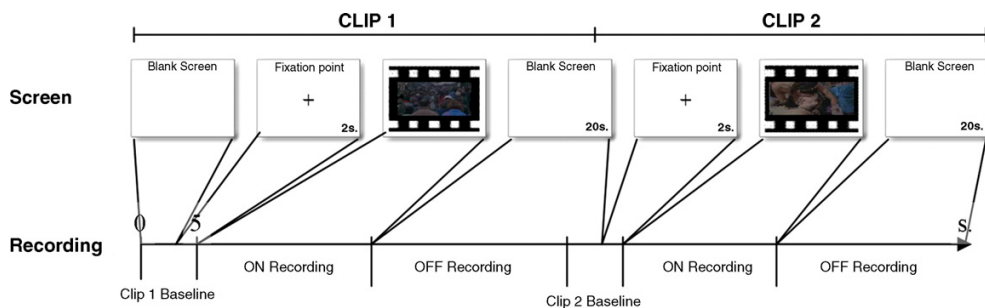 CLIP 1 CLIP 2
Screen
Blank Screen
Fixation point
+
2s.
Blank Screen
20s.
Fixation point
+
2s.
Blank Screen
20s.
0 5 s.
Recording
ON Recording OFF Recording ON Recording OFF Recording
Clip 1 Baseline Clip 2 Baseline